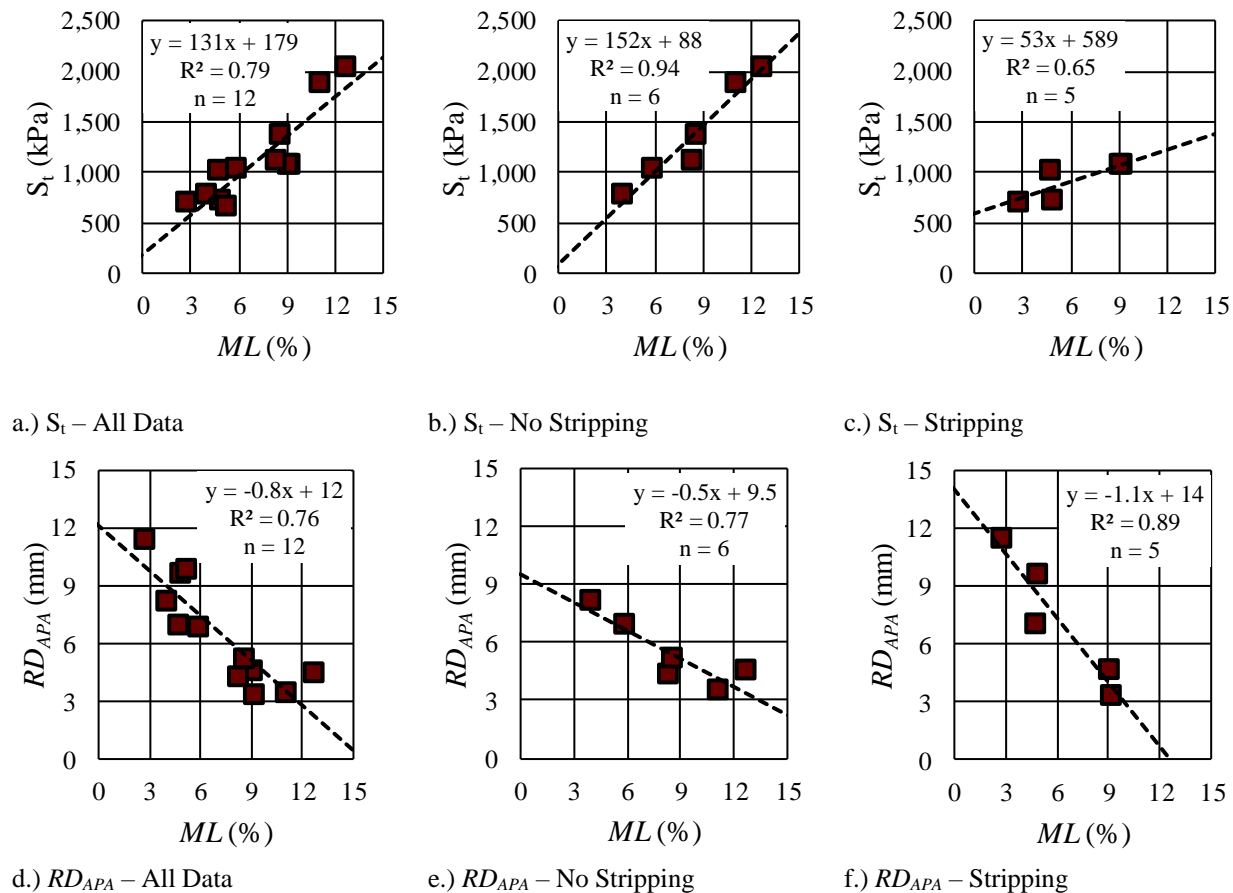 2,500
2,000
1,500
1,000
500
0
S_t (kPa)
y = 131x + 179
R² = 0.79
n = 12
0 3 6 9 12 15
ML (%)
a.) S_t – All Data
2,500
2,000
1,500
1,000
500
0
S_t (kPa)
y = 152x + 88
R² = 0.94
n = 6
0 3 6 9 12 15
ML (%)
b.) S_t – No Stripping
2,500
2,000
1,500
1,000
500
0
S_t (kPa)
y = 53x + 589
R² = 0.65
n = 5
0 3 6 9 12 15
ML (%)
c.) S_t – Stripping
15
12
9
6
3
0
RD_APA (mm)
y = -0.8x + 12
R² = 0.76
n = 12
0 3 6 9 12 15
ML (%)
d.) RD_APA – All Data
15
12
9
6
3
0
RD_APA (mm)
y = -0.5x + 9.5
R² = 0.77
n = 6
0 3 6 9 12 15
ML (%)
e.) RD_APA – No Stripping
15
12
9
6
3
0
RD_APA (mm)
y = -1.1x + 14
R² = 0.89
n = 5
0 3 6 9 12 15
ML (%)
f.) RD_APA – Stripping